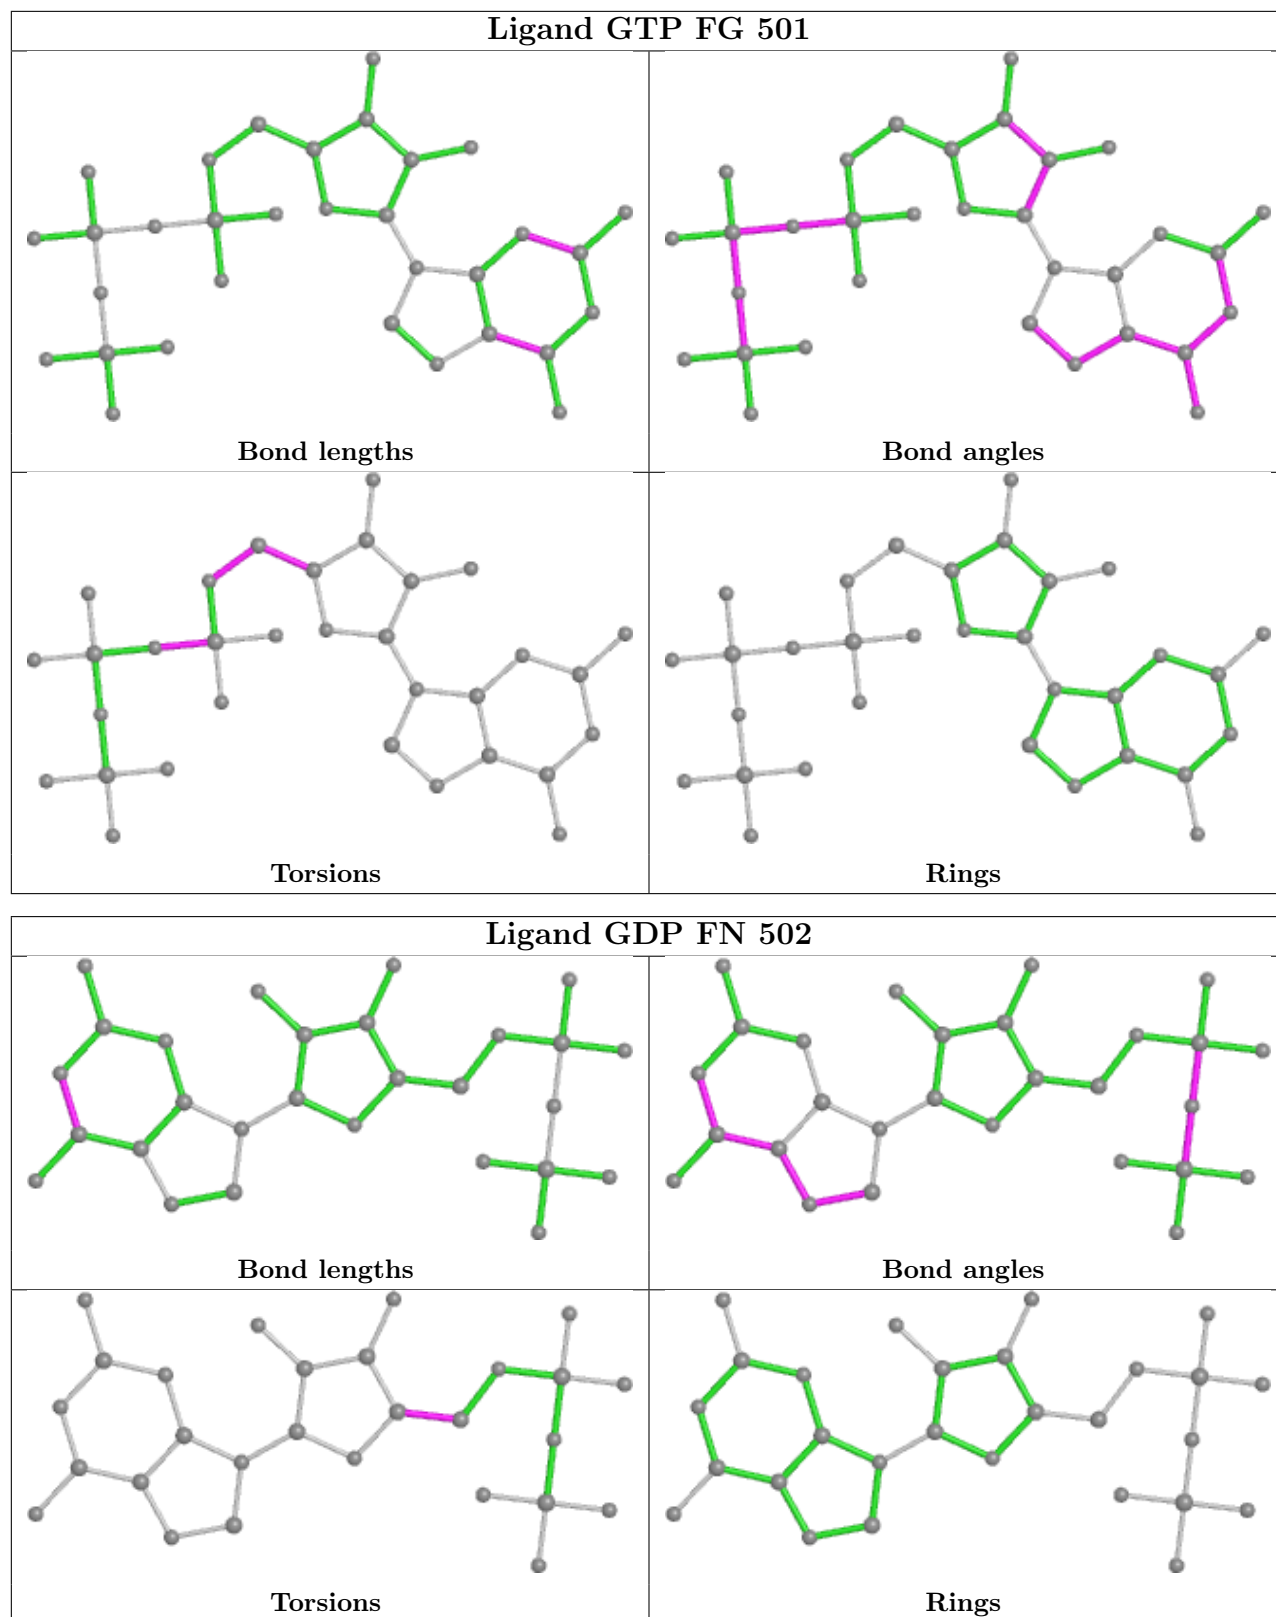 Ligand GTP FG 501
Bond lengths
Bond angles
Torsions
Rings
Ligand GDP FN 502
Bond lengths
Bond angles
Torsions
Rings